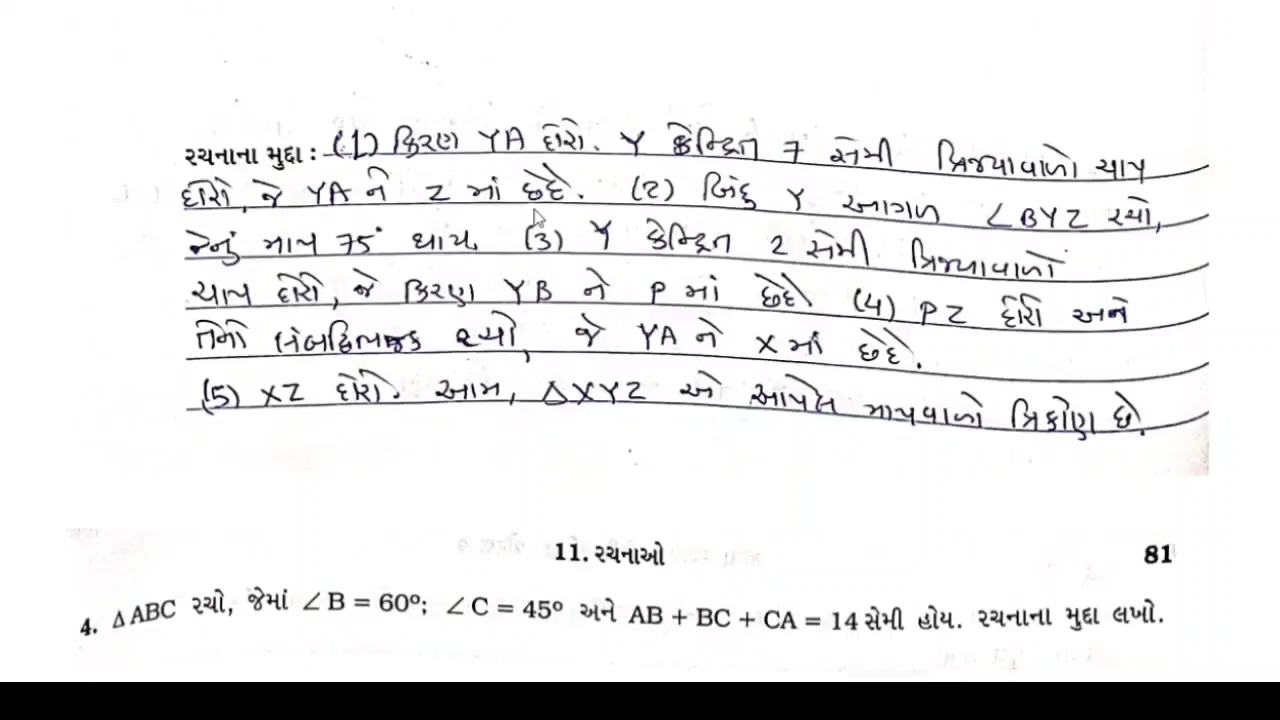 રચનાના મુદ્દા : (1) કિરણ YA દોરો. Y કેન્દ્રિત 7 સેમી ત્રિજ્યાવાળો ચાપ
દોરો, જે YA ને Z માં છેદે. (2) બિંદુ Y આગળ ∠BYZ રચો,
જેનું માપ 75° થાય. (3) Y કેન્દ્રિત 2 સેમી ત્રિજ્યાવાળો
ચાપ દોરો, જે કિરણ YB ને P માં છેદે (4) PZ દોરો અને
તેનો લંબદ્વિભાજક રચો, જે YA ને X માં છેદે.
(5) XZ દોરો. આમ, △XYZ એ આપેલ માપવાળો ત્રિકોણ છે.
11. રચનાઓ 81
4. △ABC રચો, જેમાં ∠B = 60°; ∠C = 45° અને AB + BC + CA = 14 સેમી હોય. રચનાના મુદ્દા લખો.